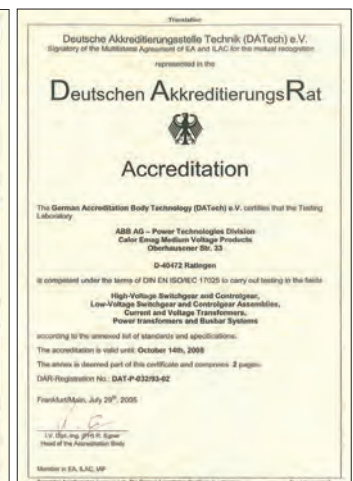 Translation
Deutsche Akkreditierungsstelle Technik (DATech) e.V.
Signatory of the Multilateral Agreement of EA and ILAC for the mutual recognition
represented in the
Deutschen AkkreditierungsRat
Accreditation
The German Accreditation Body Technology (DATech) e.V. certifies that the Testing
Laboratory
ABB AG – Power Technologies Division
Calor Emag Medium Voltage Products
Oberhausener Str. 33
D-40472 Ratingen
is competent under the terms of DIN EN ISO/IEC 17025 to carry out testing in the fields
High-Voltage Switchgear and Controlgear,
Low-Voltage Switchgear and Controlgear Assemblies,
Current and Voltage Transformers,
Power transformers and Busbar Systems
according to the annexed list of standards and specifications.
The accreditation is valid until: October 14th, 2008
The annex is deemed part of this certificate and comprises 2 pages.
DAR-Registration No.: DAT-P-032/93-02
Frankfurt/Main, July 29th, 2005
Head of the Accreditation Body
Member in EA, ILAC,